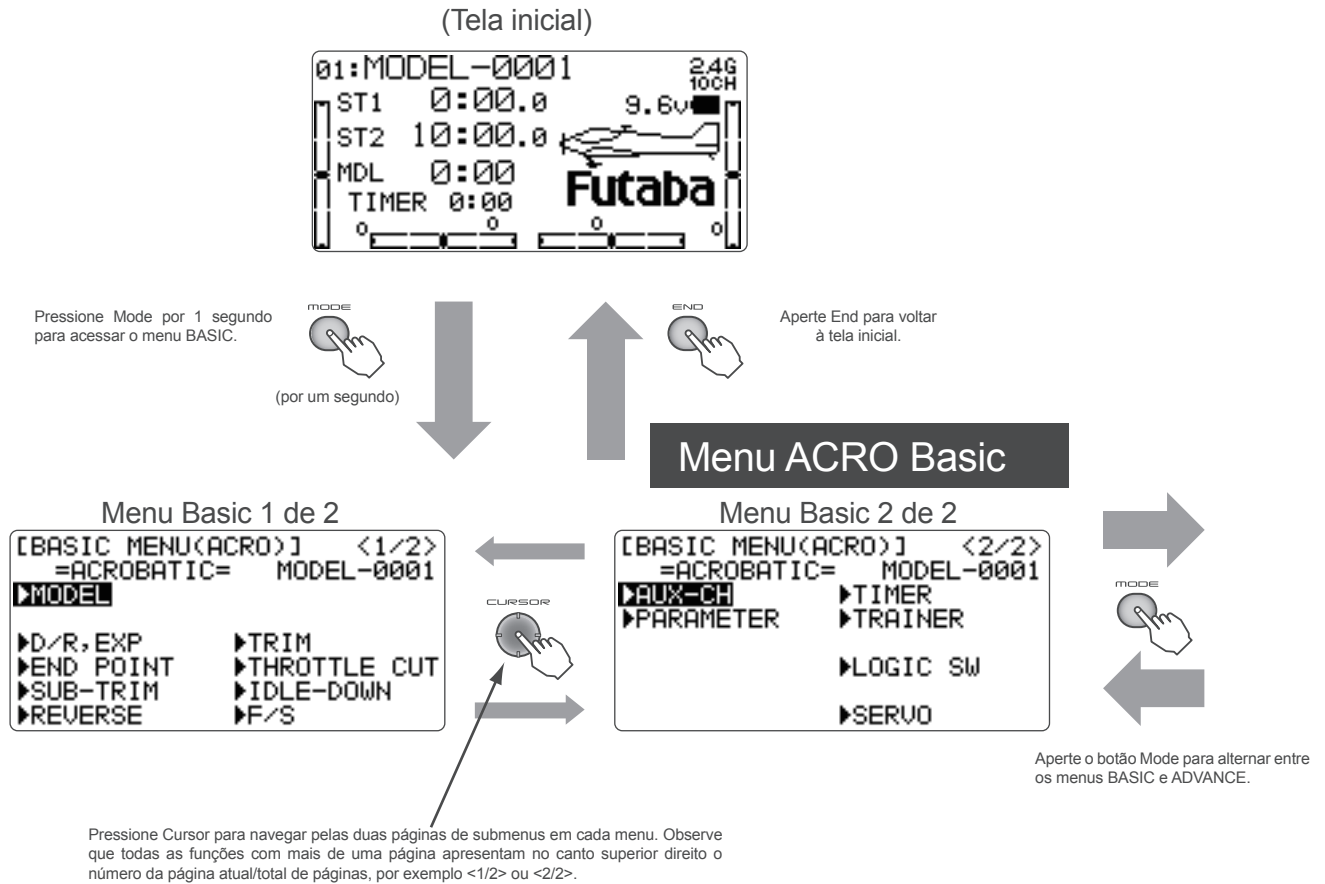 (Tela inicial)
01:MODEL-0001 2.4G
10CH
ST1 0:00.0 9.6v
ST2 10:00.0
MDL 0:00
Futaba
TIMER 0:00
0 0 0 0
Pressione Mode por 1 segundo
para acessar o menu BASIC.
MODE
(por um segundo)
END
Aperte End para voltar
à tela inicial.
Menu ACRO Basic
Menu Basic 1 de 2
[BASIC MENU(ACRO)] <1/2>
=ACROBATIC= MODEL-0001
▶MODEL
▶D/R,EXP ▶TRIM
▶END POINT ▶THROTTLE CUT
▶SUB-TRIM ▶IDLE-DOWN
▶REVERSE ▶F/S
CURSOR
Menu Basic 2 de 2
[BASIC MENU(ACRO)] <2/2>
=ACROBATIC= MODEL-0001
▶AUX-CH ▶TIMER
▶PARAMETER ▶TRAINER
▶LOGIC SW
▶SERVO
MODE
Aperte o botão Mode para alternar entre
os menus BASIC e ADVANCE.
Pressione Cursor para navegar pelas duas páginas de submenus em cada menu. Observe
que todas as funções com mais de uma página apresentam no canto superior direito o
número da página atual/total de páginas, por exemplo <1/2> ou <2/2>.